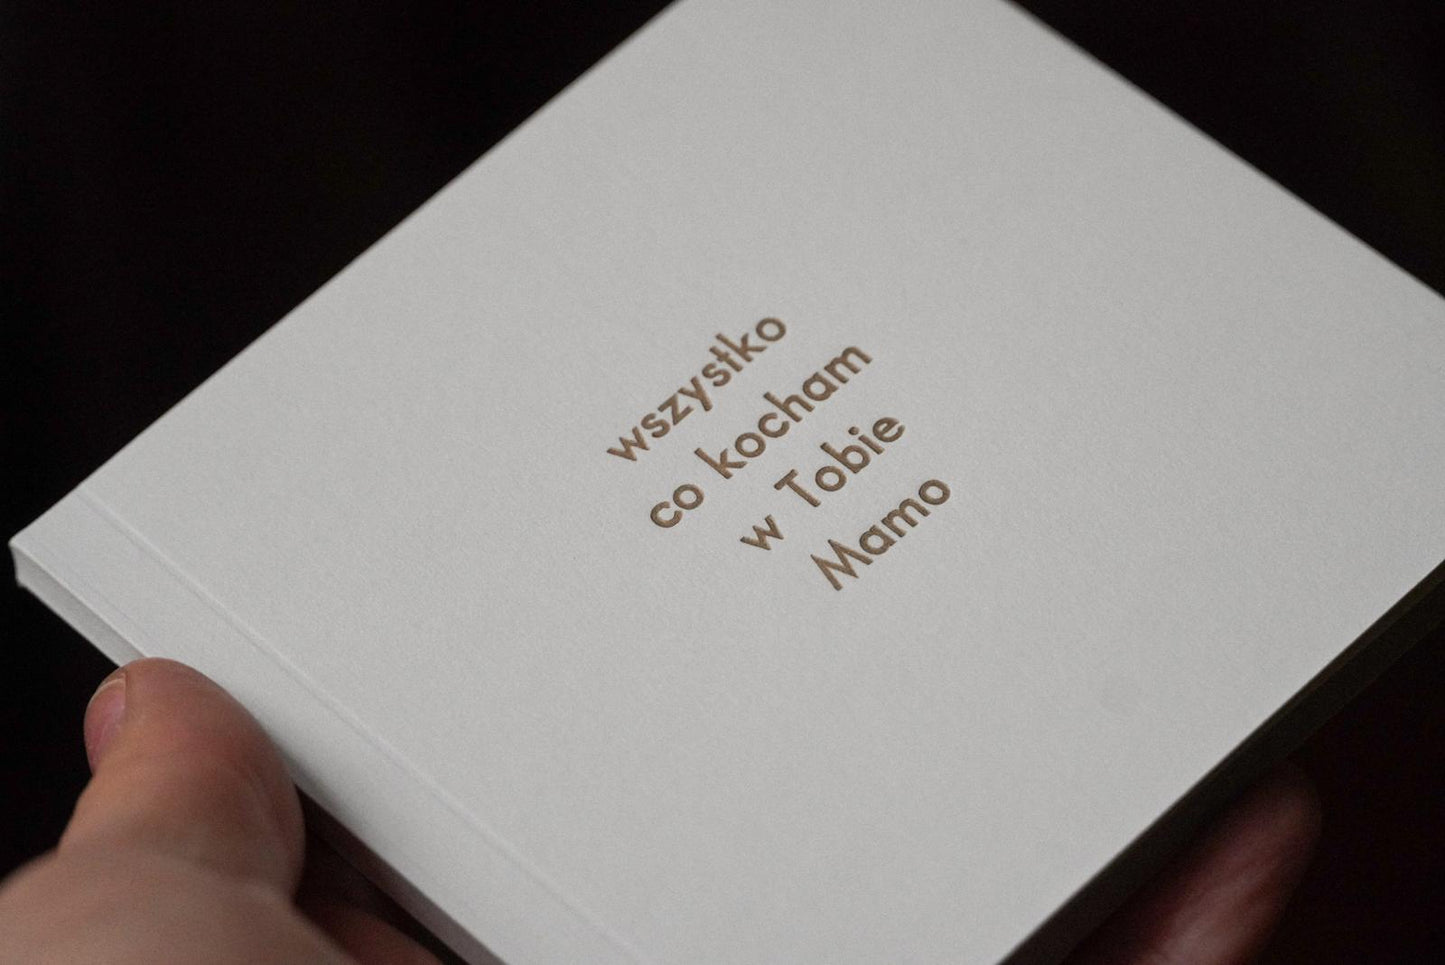 wszystko
co kocham
w Tobie
Mamo